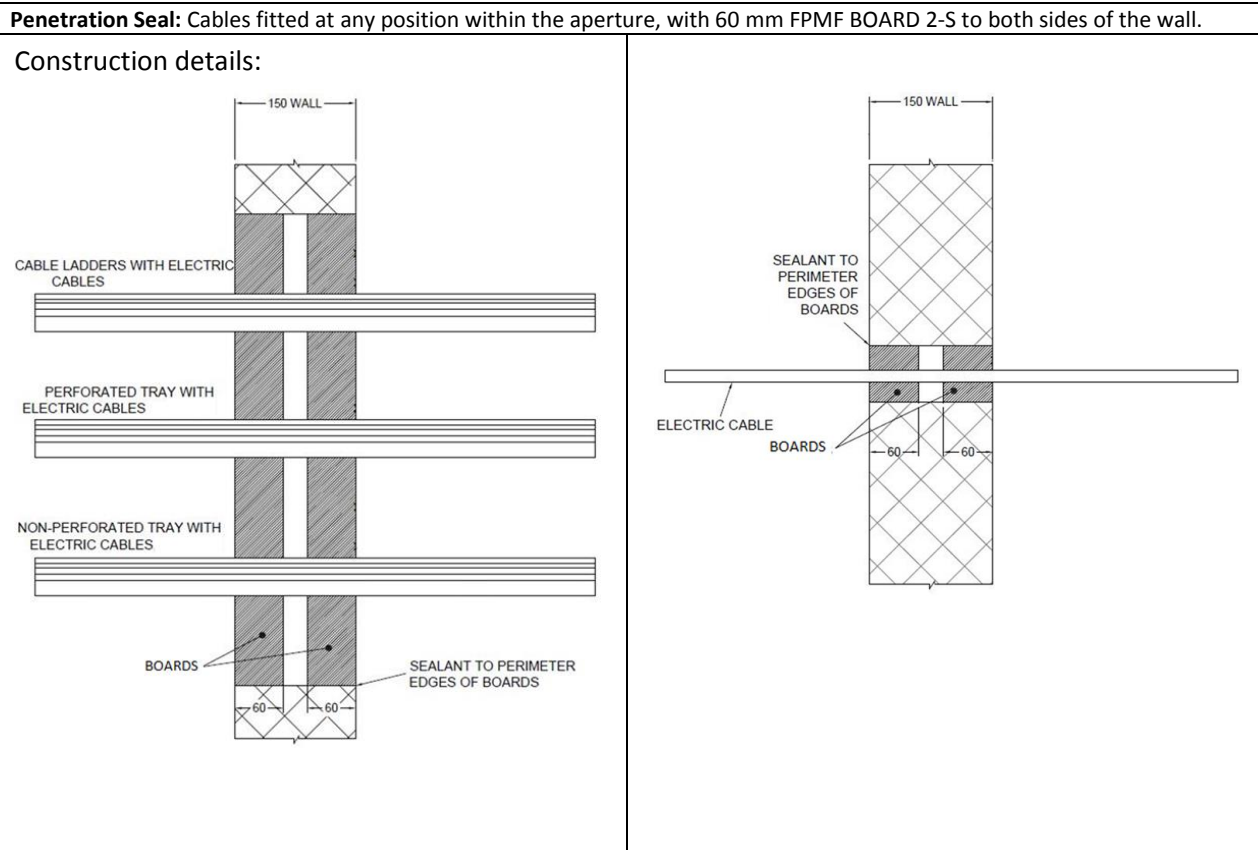 Penetration Seal: Cables fitted at any position within the aperture, with 60 mm FPMF BOARD 2-S to both sides of the wall.
Construction details:
150 WALL
CABLE LADDERS WITH ELECTRIC
CABLES
PERFORATED TRAY WITH
ELECTRIC CABLES
NON-PERFORATED TRAY WITH
ELECTRIC CABLES
BOARDS
SEALANT TO PERIMETER
EDGES OF BOARDS
60
60
150 WALL
SEALANT TO
PERIMETER
EDGES OF
BOARDS
ELECTRIC CABLE
BOARDS
60
60